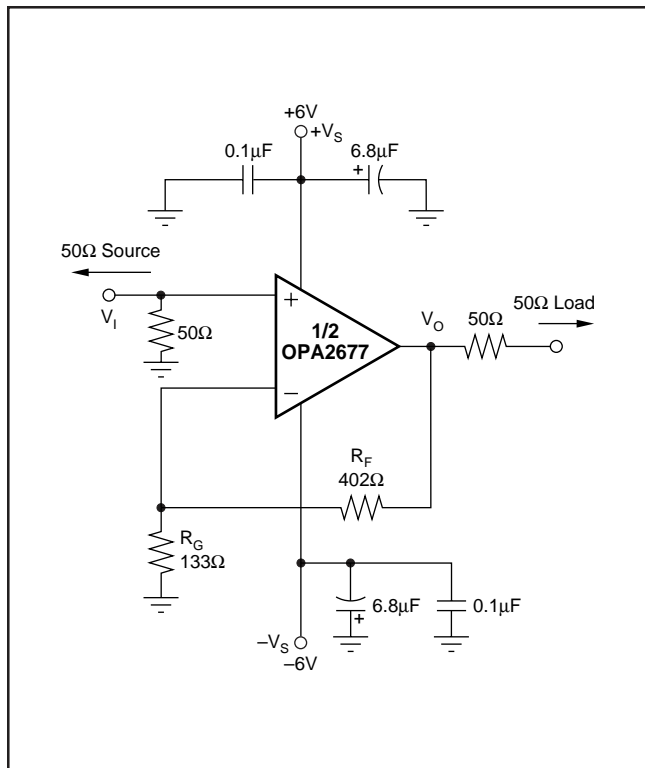 +6V
+V_S
0.1µF
6.8µF
+
50Ω Source
50Ω Load
V_I
+
50Ω
1/2
OPA2677
V_O
50Ω
−
R_F
402Ω
R_G
133Ω
6.8µF
+
0.1µF
−V_S
−6V